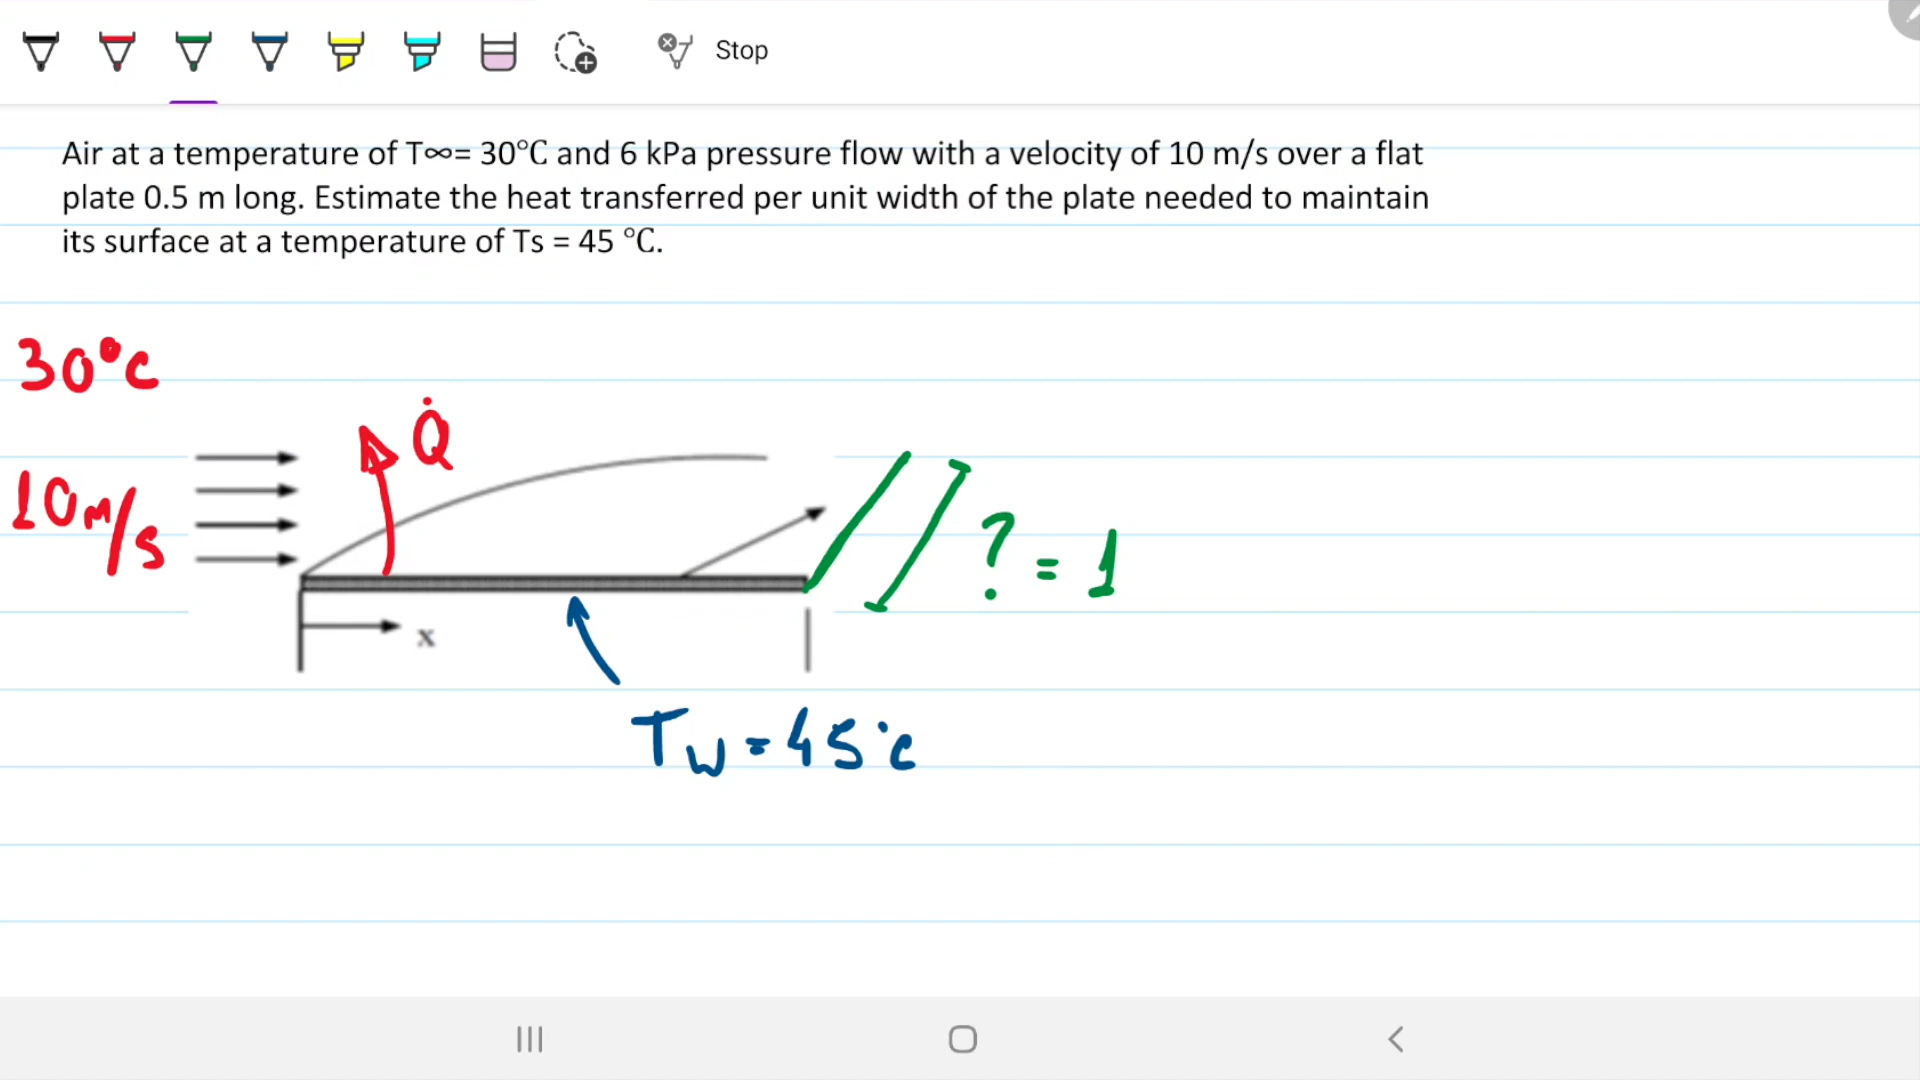 Stop
Air at a temperature of T∞= 30°C and 6 kPa pressure flow with a velocity of 10 m/s over a flat
plate 0.5 m long. Estimate the heat transferred per unit width of the plate needed to maintain
its surface at a temperature of Ts = 45 °C.
30°C
Q̇
10m/s
? = 1
x
Tw = 45°C